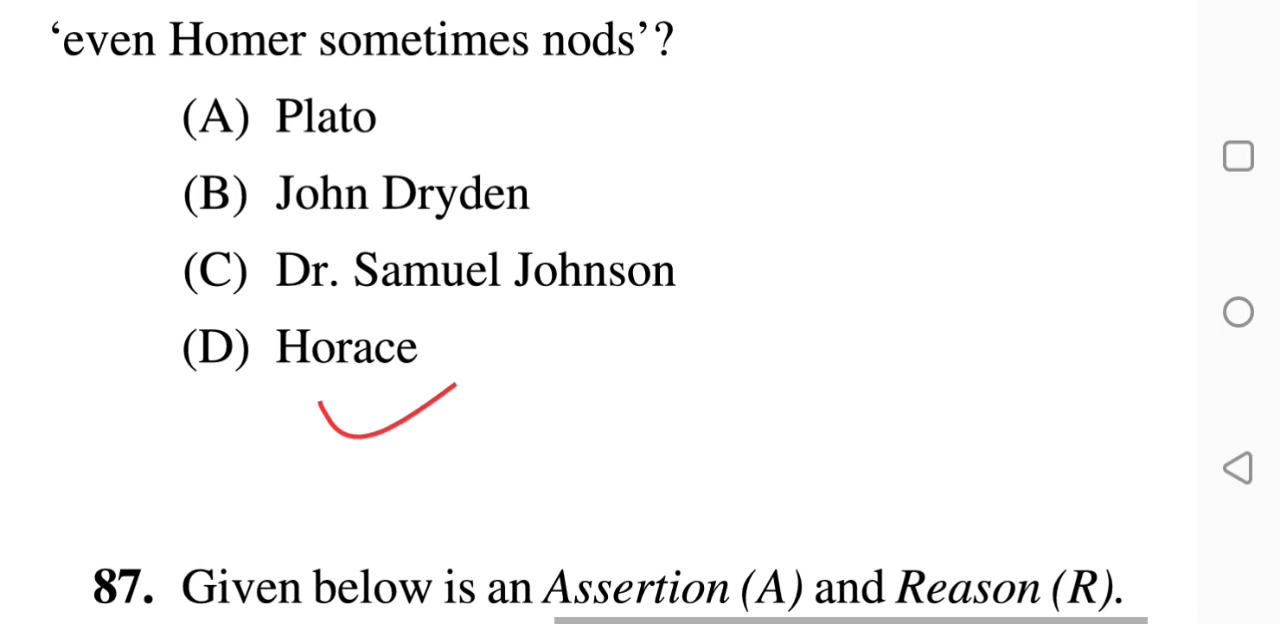 ‘even Homer sometimes nods’?
(A) Plato
(B) John Dryden
(C) Dr. Samuel Johnson
(D) Horace
87. Given below is an Assertion (A) and Reason (R).